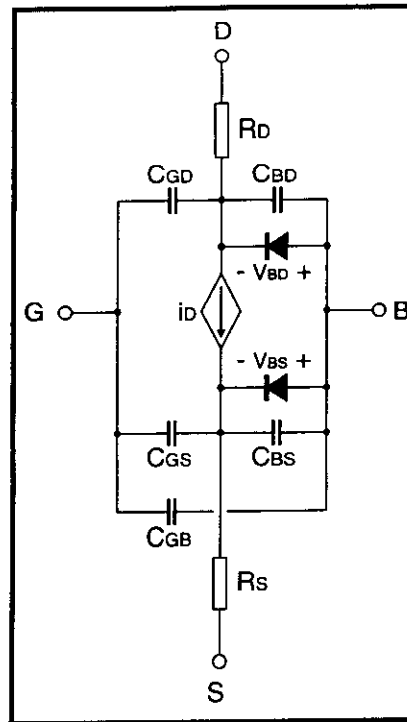 D
RD
CGD CBD
- VBD +
G iD B
- VBS +
CGS CBS
CGB
RS
S